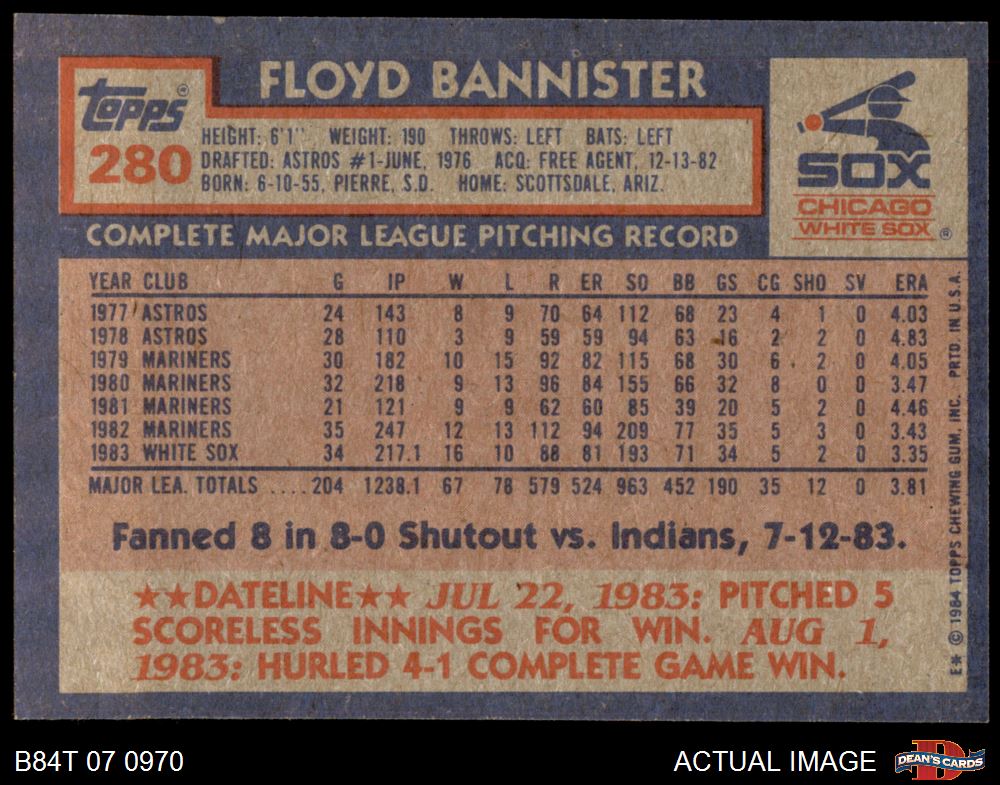 FLOYD BANNISTER
Topps®
280
HEIGHT: 6'1" WEIGHT: 190 THROWS: LEFT BATS: LEFT
DRAFTED: ASTROS #1-JUNE, 1976 ACQ: FREE AGENT, 12-13-82
BORN: 6-10-55, PIERRE, S.D. HOME: SCOTTSDALE, ARIZ.
SOX
CHICAGO
WHITE SOX ®
COMPLETE MAJOR LEAGUE PITCHING RECORD
YEAR CLUB G IP W L R ER SO BB GS CG SHO SV ERA
1977 ASTROS 24 143 8 9 70 64 112 68 23 4 1 0 4.03
1978 ASTROS 28 110 3 9 59 59 94 63 16 2 2 0 4.83
1979 MARINERS 30 182 10 15 92 82 115 68 30 6 2 0 4.05
1980 MARINERS 32 218 9 13 96 84 155 66 32 8 0 0 3.47
1981 MARINERS 21 121 9 9 62 60 85 39 20 5 2 0 4.46
1982 MARINERS 35 247 12 13 112 94 209 77 35 5 3 0 3.43
1983 WHITE SOX 34 217.1 16 10 88 81 193 71 34 5 2 0 3.35
MAJOR LEA. TOTALS ....204 1238.1 67 78 579 524 963 452 190 35 12 0 3.81
Fanned 8 in 8-0 Shutout vs. Indians, 7-12-83.
★★DATELINE★★ JUL 22, 1983: PITCHED 5
SCORELESS INNINGS FOR WIN. AUG 1,
1983: HURLED 4-1 COMPLETE GAME WIN.
E* © 1984 TOPPS CHEWING GUM, INC. PRTD. IN U.S.A.
B84T 07 0970
ACTUAL IMAGE
D
DEAN'S CARDS